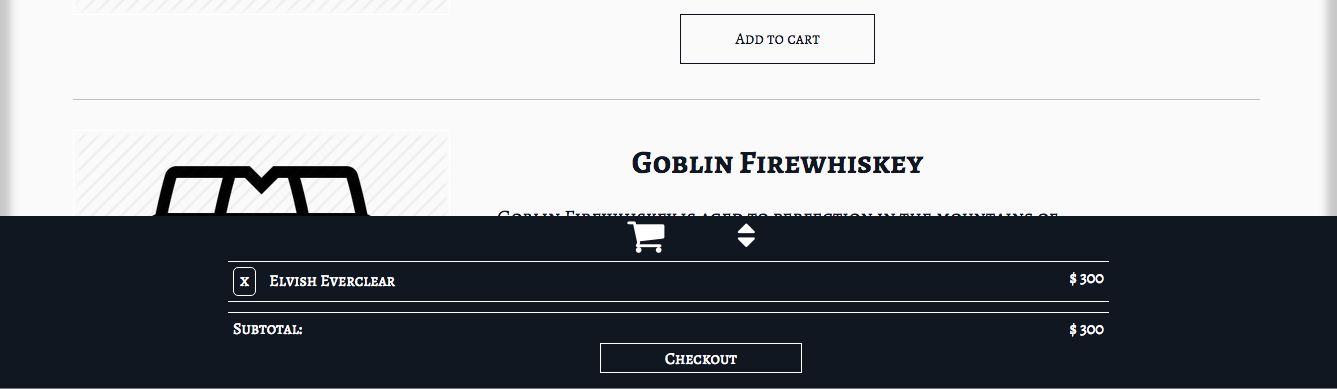 Add to cart
Goblin Firewhiskey
Goblin Firewhiskey is aged to perfection in the mountains of
x Elvish Everclear $ 300
Subtotal: $ 300
Checkout